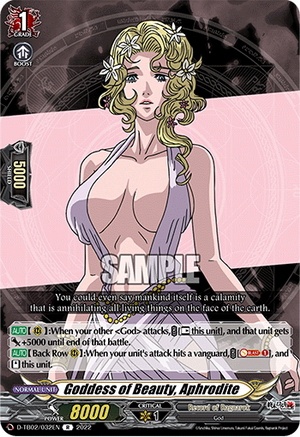 1
GRADE
BOOST
5000
SHIELD
SAMPLE
You could even say mankind itself is a calamity
that is annihilating all living things on the face of the earth.
AUTO [ ]:When your other <God> attacks, [ this unit], and that unit gets
+5000 until end of that battle.
AUTO [Back Row ]:When your unit's attack hits a vanguard, [ 1], and
[ this unit.
NORMAL UNIT
Goddess of Beauty, Aphrodite
D-TB02/032EN R 2022
POWER
8000
CRITICAL
1
Record of Ragnarok
God